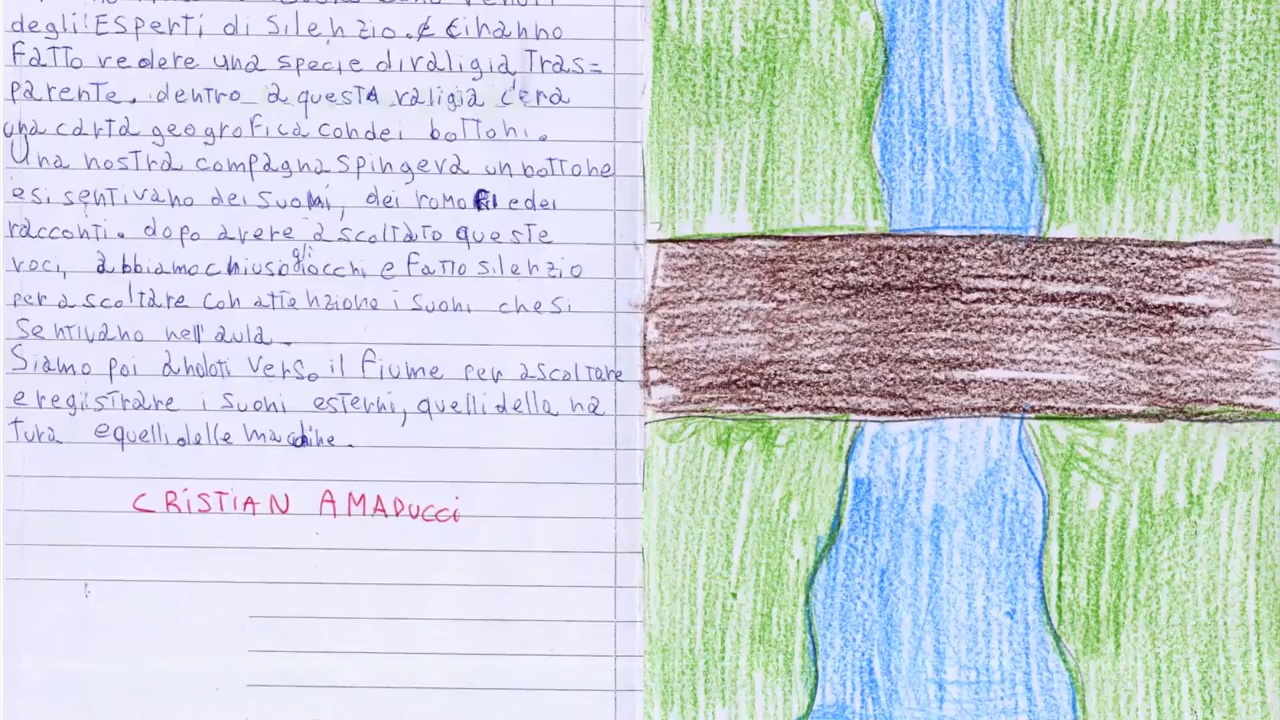 degli! Esperti di Silenzio. E ci hanno
fatto vedere una specie di valigia Tras=
parente, dentro a questa valigia c'era
una carta geografica con dei bottoni.
Una nostra compagna spingeva un bottone
e si sentivano dei suoni, dei romori e dei
racconti. dopo avere ascoltato queste
voci, abbiamo chiuso gli occhi e fatto silenzio
per ascoltare con attenzione i suoni che si
sentivano nell'aula.
Siamo poi andati verso il fiume per ascoltare
e registrare i suoni esterni, quelli della na
tura e quelli delle macchine.
CRISTIAN AMADUCCI